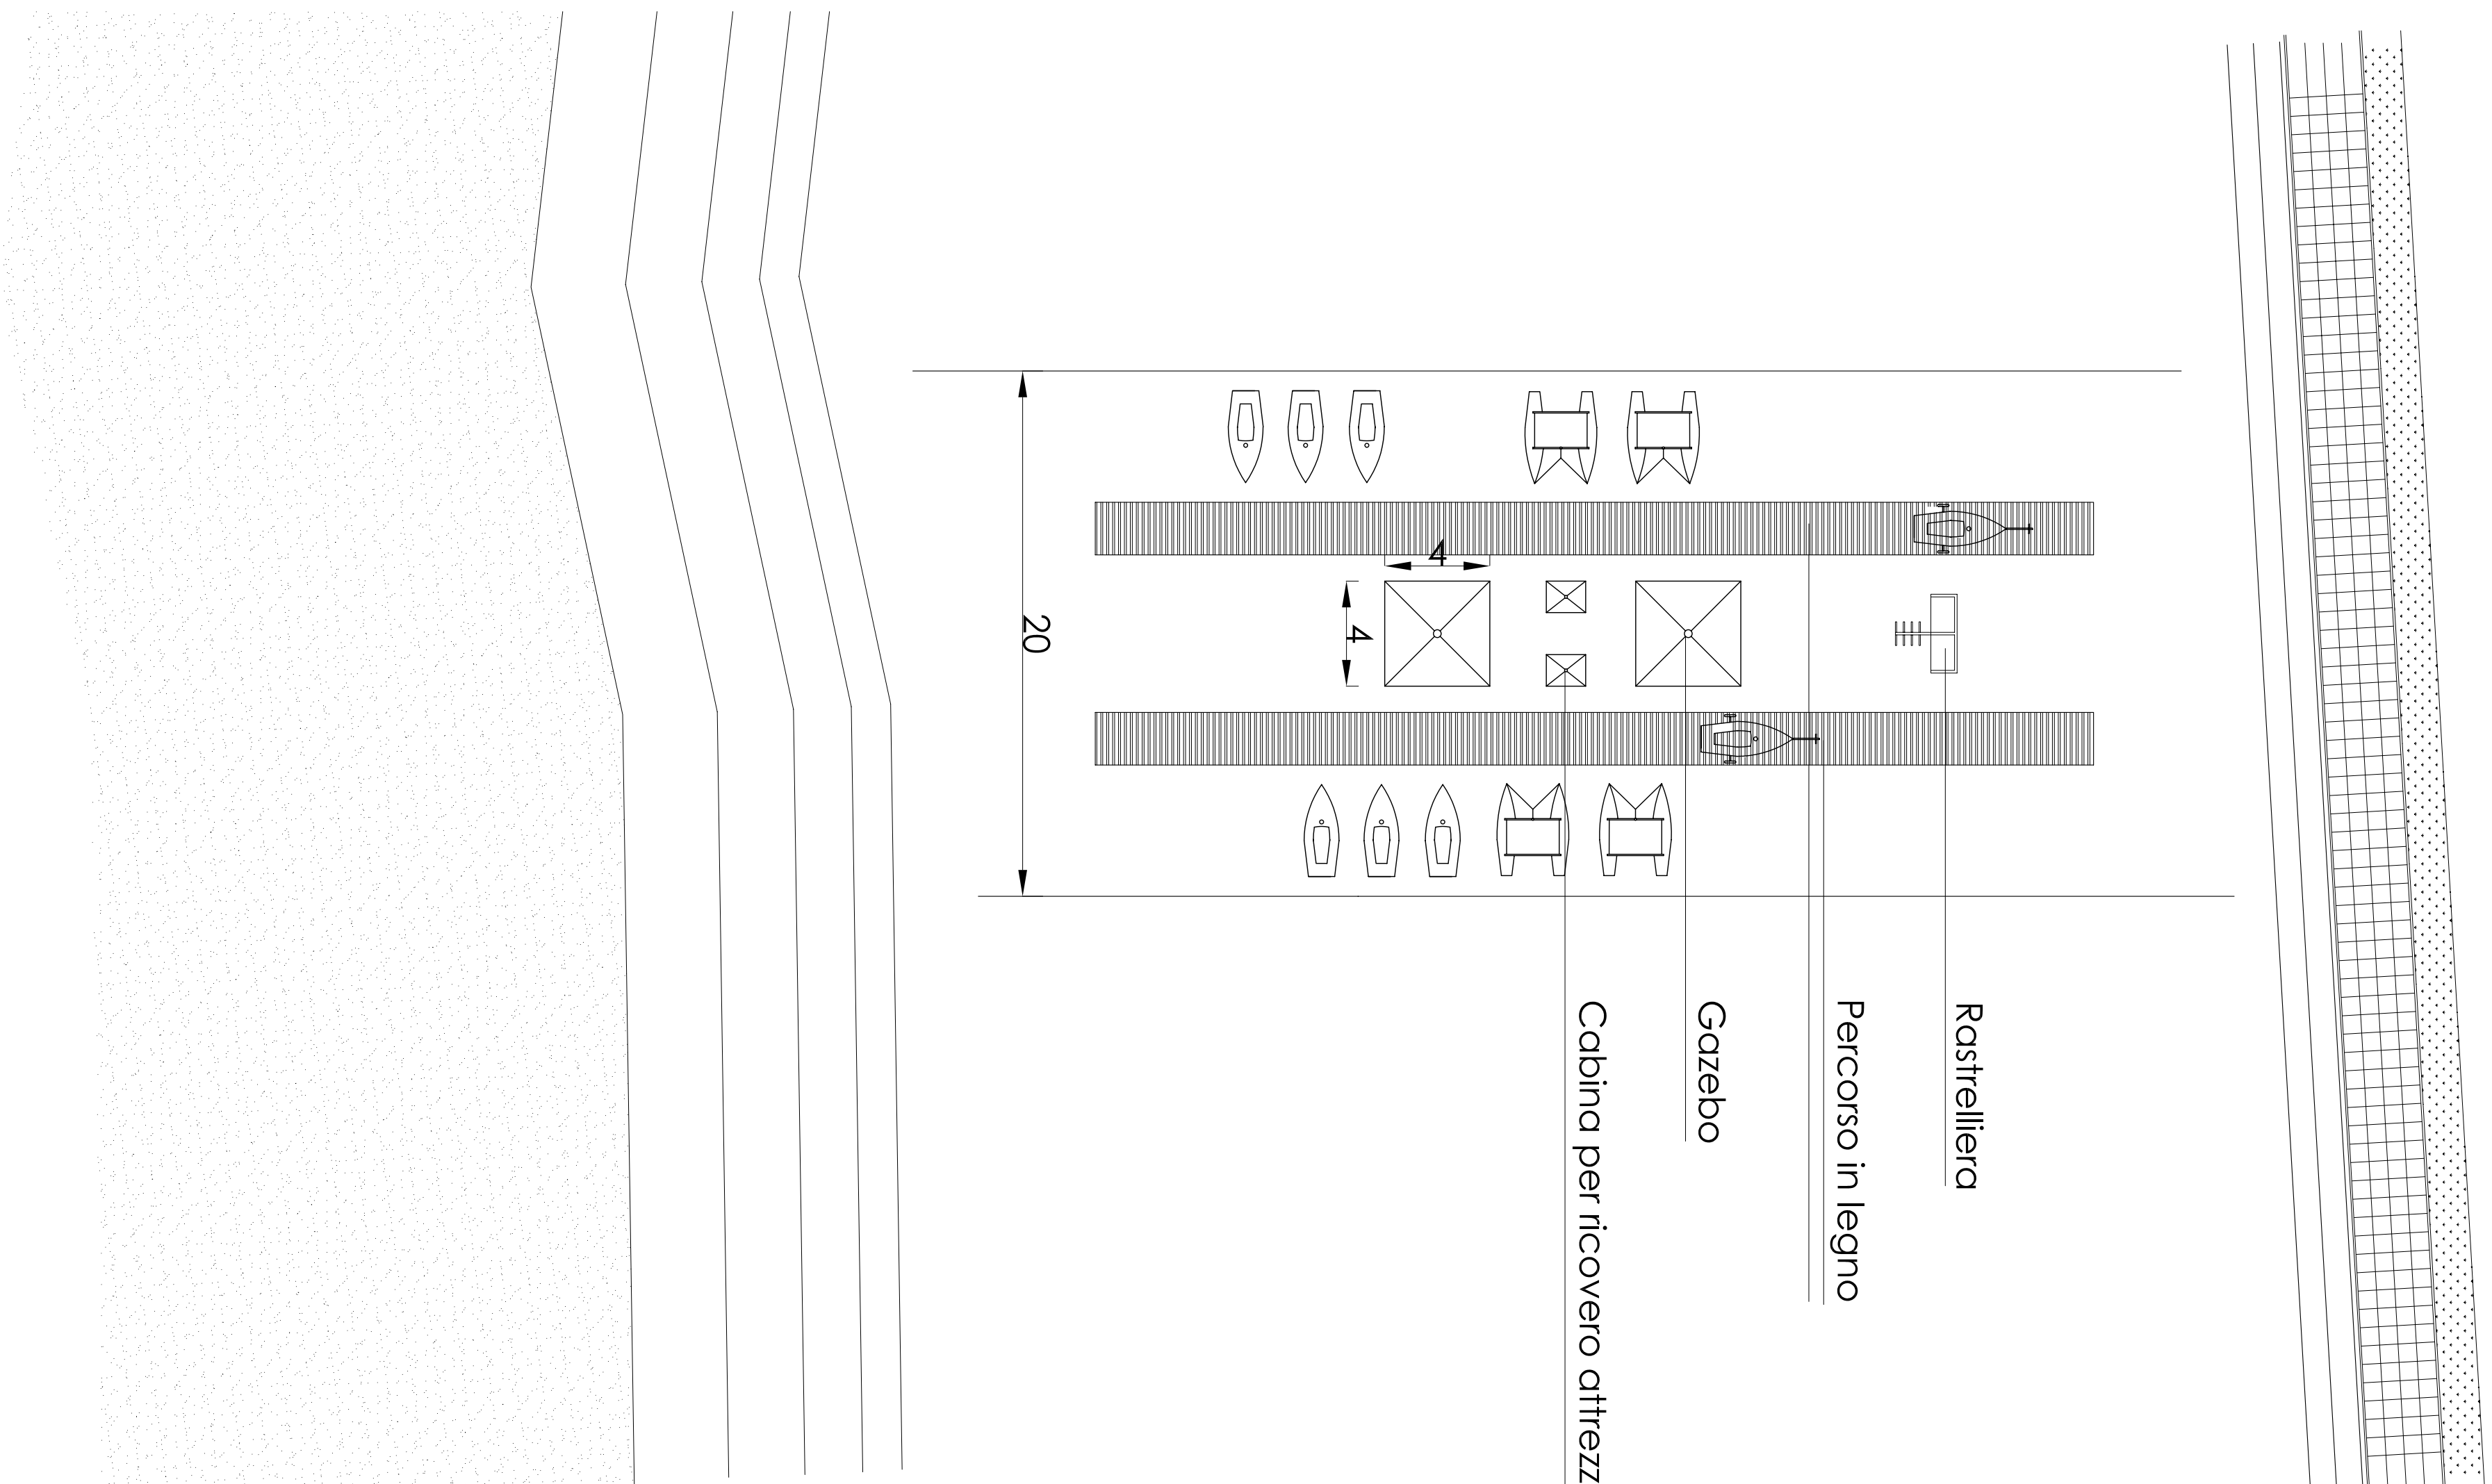 Rastrelliera
Percorso in legno
Gazebo
Cabina per ricovero attrezz
4
4
20